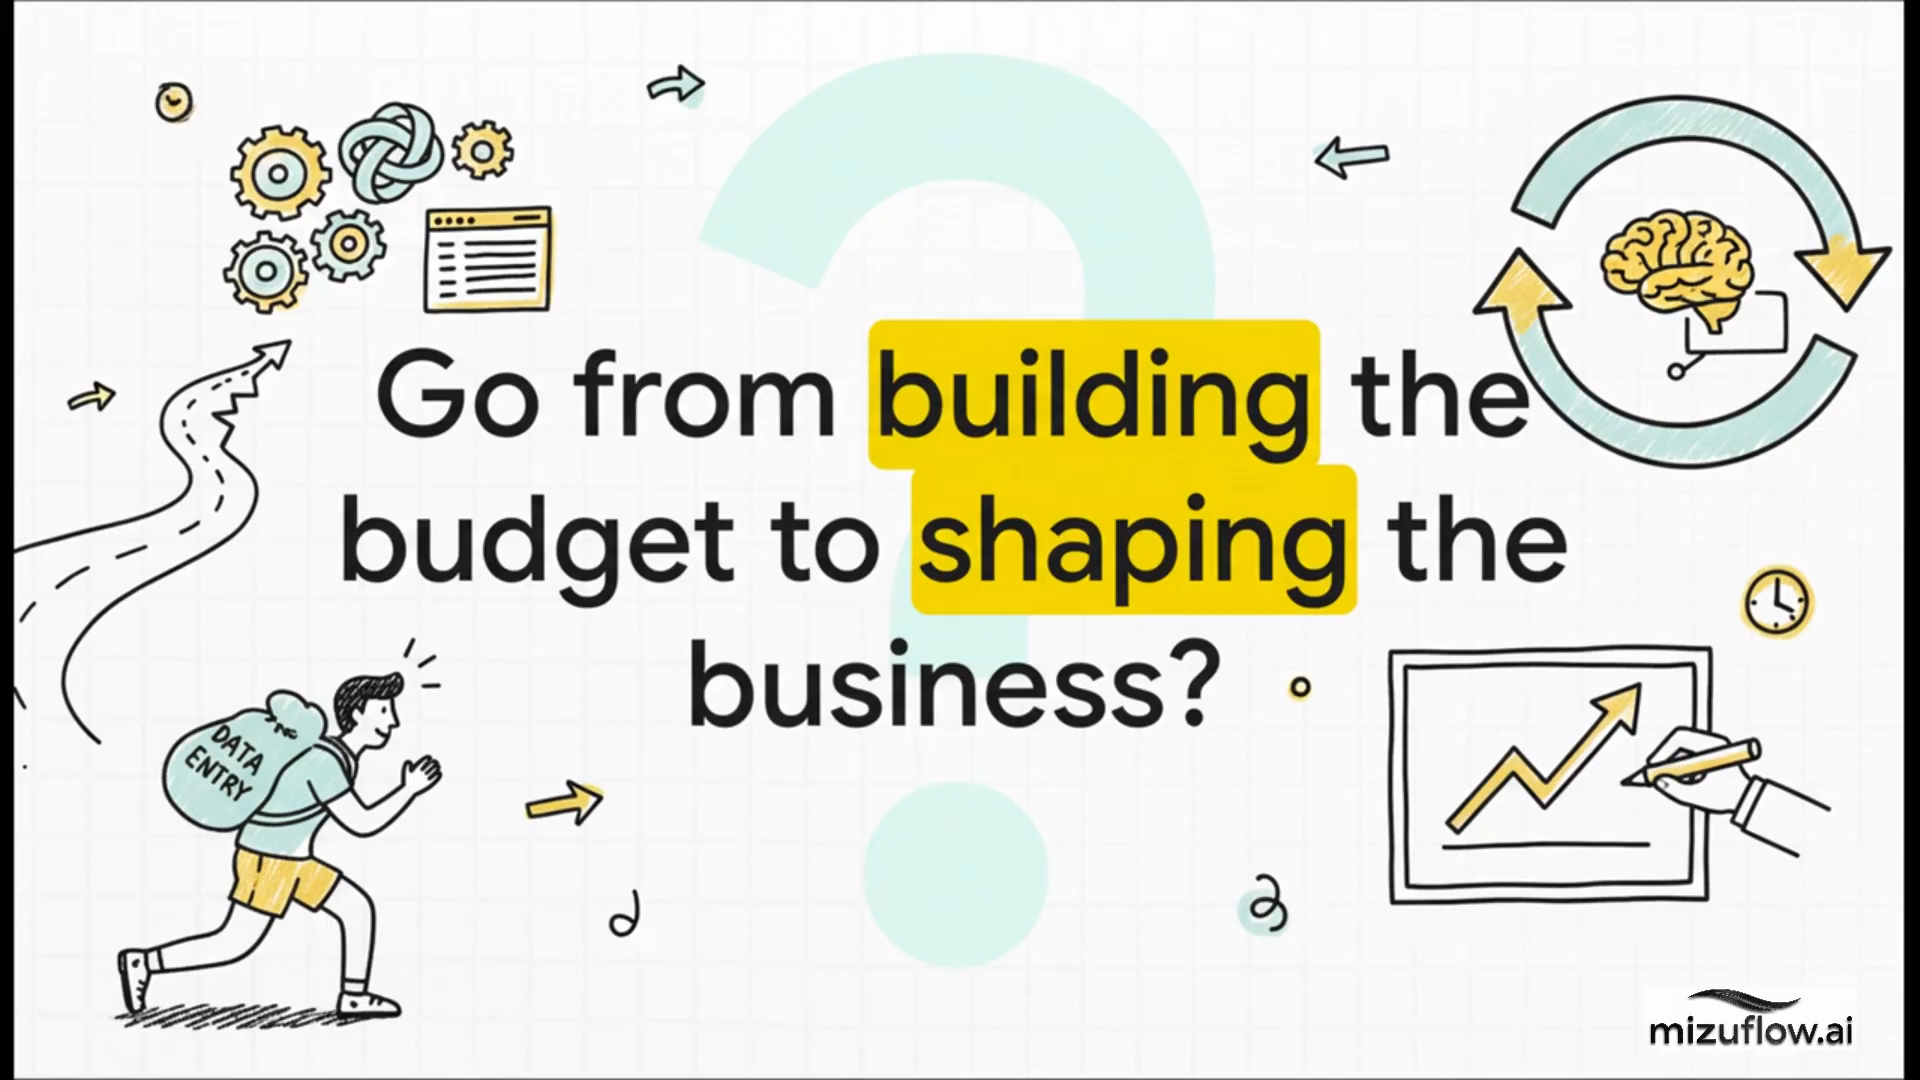 Go from building the
budget to shaping the
business?
DATA
ENTRY
mizuflow.ai